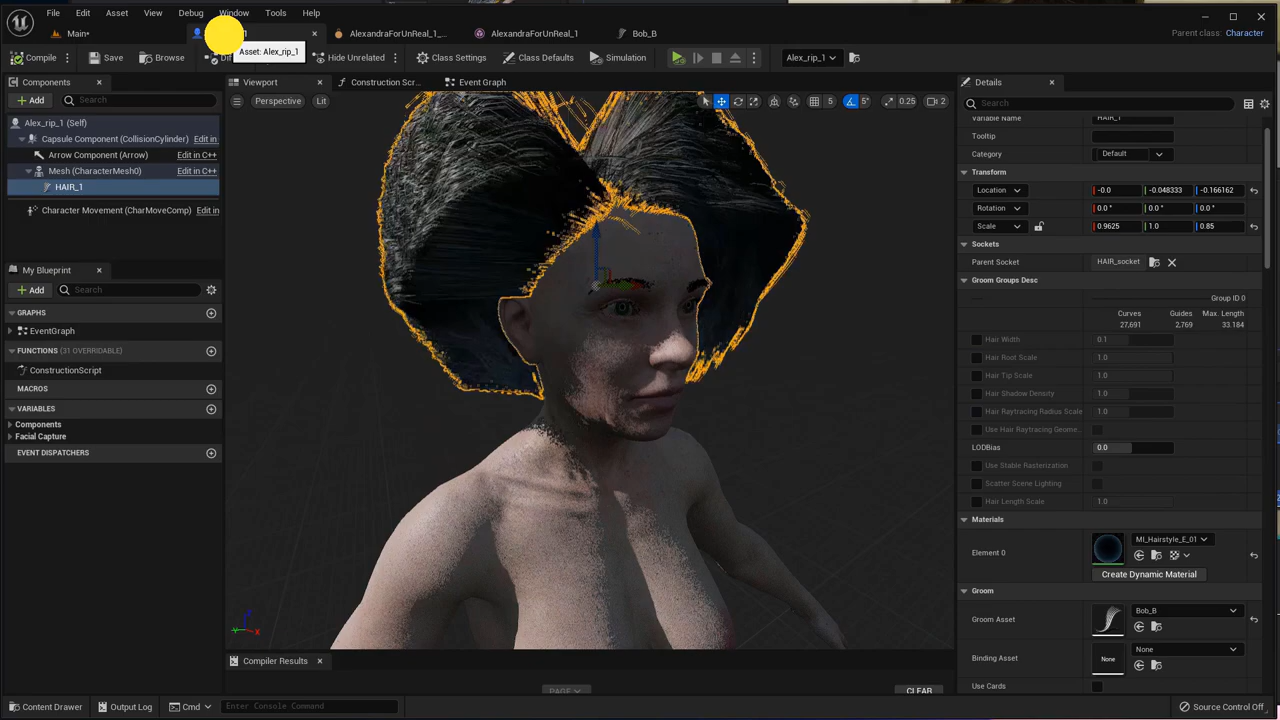 File Edit Asset View Debug Window Tools Help
Main•
AlexandraForUnReal_1_...
AlexandraForUnReal_1
Bob_B
Parent class: Character
Asset: Alex_rip_1
Compile
Save
Browse
Hide Unrelated
Class Settings
Class Defaults
Simulation
Alex_rip_1
Components
Viewport
Construction Scr...
Event Graph
Details
Add
Search
Perspective
Lit
5
5°
0.25
2
Search
Alex_rip_1 (Self)
Capsule Component (CollisionCylinder) Edit in
Arrow Component (Arrow) Edit in C++
Mesh (CharacterMesh0) Edit in C++
HAIR_1
Character Movement (CharMoveComp) Edit in
Variable Name HAIR_1
Tooltip
Category Default
Transform
Location -0.0 -0.048333 -0.166162
Rotation 0.0 ° 0.0 ° 0.0 °
Scale 0.9625 1.0 0.85
Sockets
Parent Socket HAIR_socket
Groom Groups Desc
Group ID 0
Curves Guides Max. Length
27,691 2,769 33.184
Hair Width 0.1
Hair Root Scale 1.0
Hair Tip Scale 1.0
Hair Shadow Density 1.0
Hair Raytracing Radius Scale 1.0
Use Hair Raytracing Geome...
LODBias 0.0
Use Stable Rasterization
Scatter Scene Lighting
Hair Length Scale 1.0
Materials
Element 0
MI_Hairstyle_E_01
Create Dynamic Material
Groom
Groom Asset
Bob_B
Binding Asset
None
None
Use Cards
My Blueprint
Add
Search
GRAPHS
EventGraph
FUNCTIONS (31 OVERRIDABLE)
ConstructionScript
MACROS
VARIABLES
Components
Facial Capture
EVENT DISPATCHERS
Compiler Results
PAGE
CLEAR
Content Drawer
Output Log
Cmd
Enter Console Command
Source Control Off